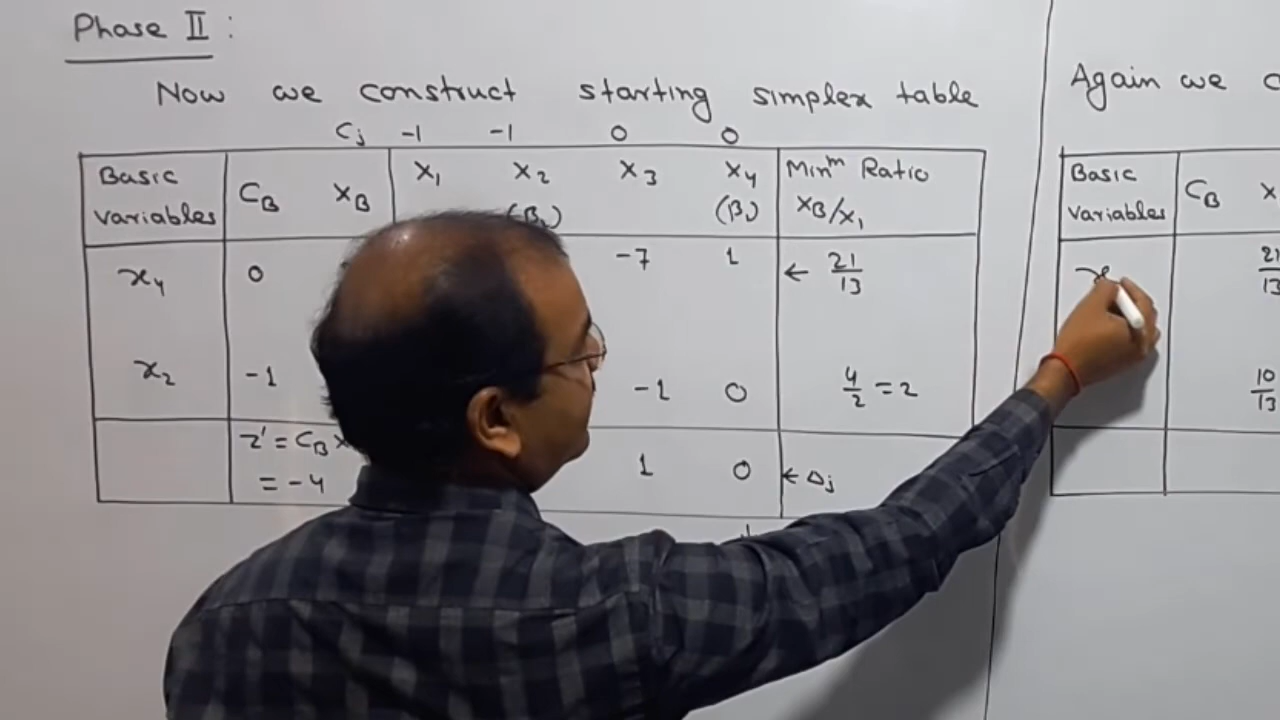 Phase II :
Now we construct starting simplex table
Cj -1 -1 0 0
Basic variables CB XB X1 X2 X3 X4 (B1) Minm Ratio XB/X1
x4 0 -7 1 ← 21/13
x2 -1 -1 0 4/2 = 2
z' = CB X
= -4 1 0 ← Δj
Again we c
Basic variables CB X
21/13
10/13